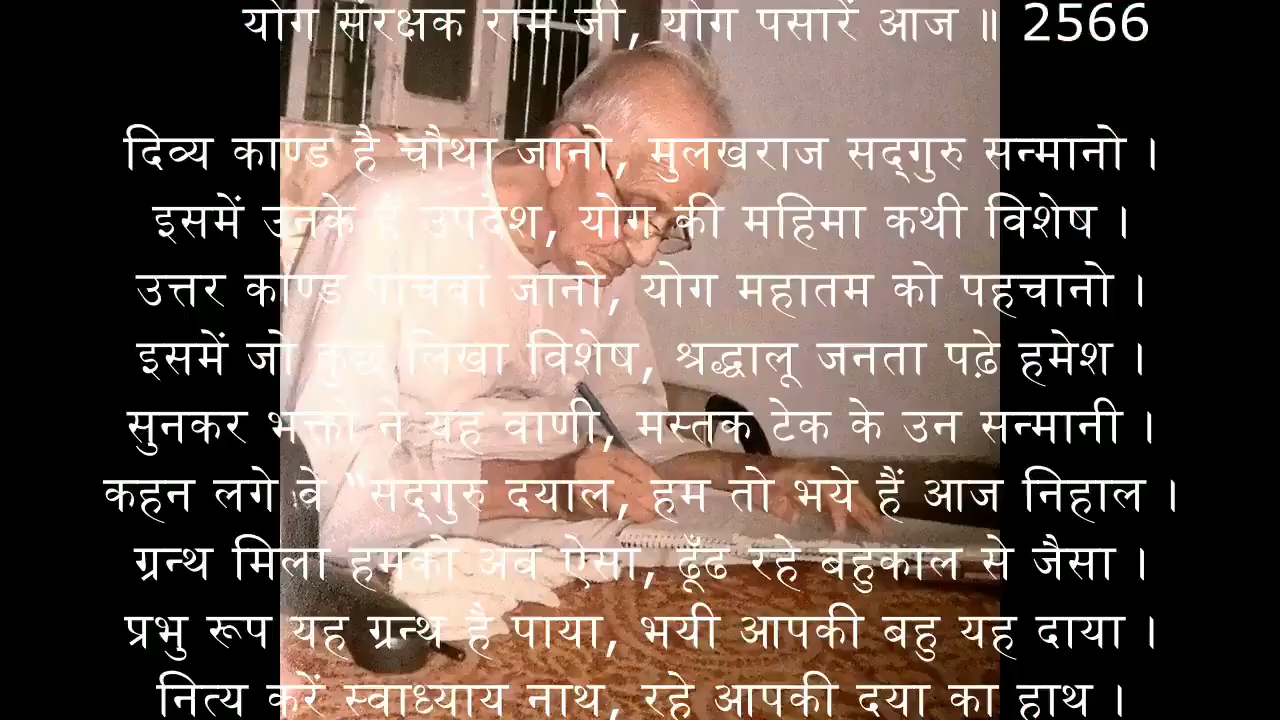 योग संरक्षक राम जी, योग पसारें आज ॥ 2566
दिव्य काण्ड है चौथा जानो, मुलखराज सद्‌गुरु सन्मानो ।
इसमें उनके हैं उपदेश, योग की महिमा कथी विशेष ।
उत्तर काण्ड पाचवां जानो, योग महातम को पहचानो ।
इसमें जो कुछ लिखा विशेष, श्रद्धालू जनता पढ़े हमेश ।
सुनकर भक्तों ने यह वाणी, मस्तक टेक के उन सन्मानी ।
कहन लगे वे “सद्‌गुरु दयाल, हम तो भये हैं आज निहाल ।
ग्रन्थ मिला हमको अब ऐसा, ढूँढ रहे बहुकाल से जैसा ।
प्रभु रूप यह ग्रन्थ है पाया, भयी आपकी बहु यह दाया ।
नित्य करें स्वाध्याय नाथ, रहे आपकी दया का हाथ ।